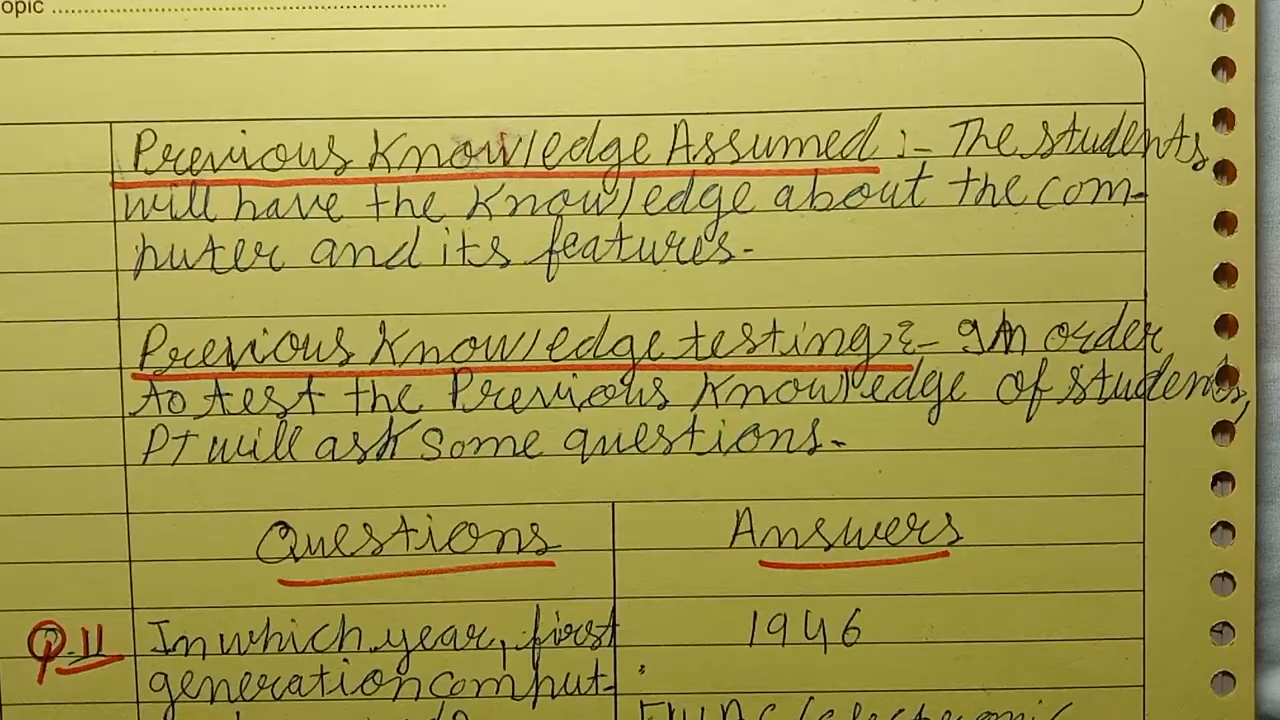 opic
Previous Knowledge Assumed :- The students
will have the knowledge about the com-
puter and its features.
Previous Knowledge testing :- In order
to test the Previous Knowledge of students,
PT will ask some questions.
Questions Answers
Q.1) In which year, first 1946
generation comput-